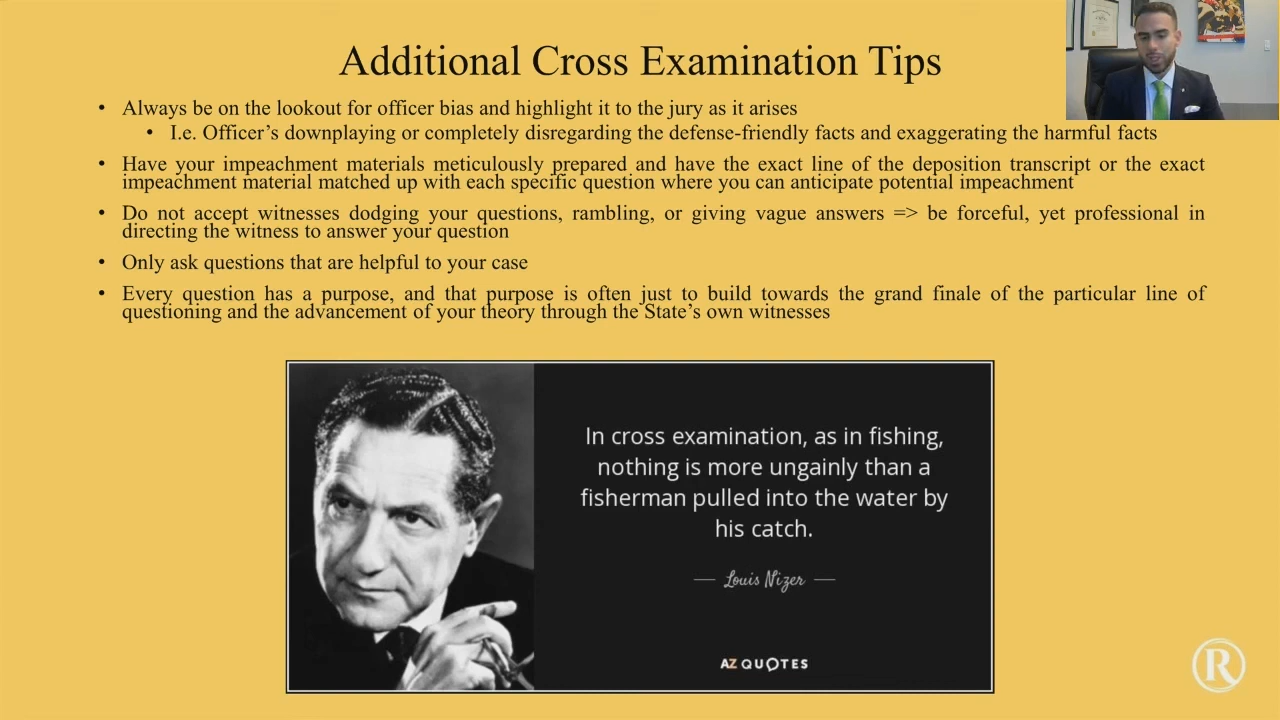 Additional Cross Examination Tips
• Always be on the lookout for officer bias and highlight it to the jury as it arises
• I.e. Officer’s downplaying or completely disregarding the defense-friendly facts and exaggerating the harmful facts
• Have your impeachment materials meticulously prepared and have the exact line of the deposition transcript or the exact
impeachment material matched up with each specific question where you can anticipate potential impeachment
• Do not accept witnesses dodging your questions, rambling, or giving vague answers => be forceful, yet professional in
directing the witness to answer your question
• Only ask questions that are helpful to your case
• Every question has a purpose, and that purpose is often just to build towards the grand finale of the particular line of
questioning and the advancement of your theory through the State’s own witnesses
In cross examination, as in fishing,
nothing is more ungainly than a
fisherman pulled into the water by
his catch.
— Louis Nizer —
AZ QUOTES
R